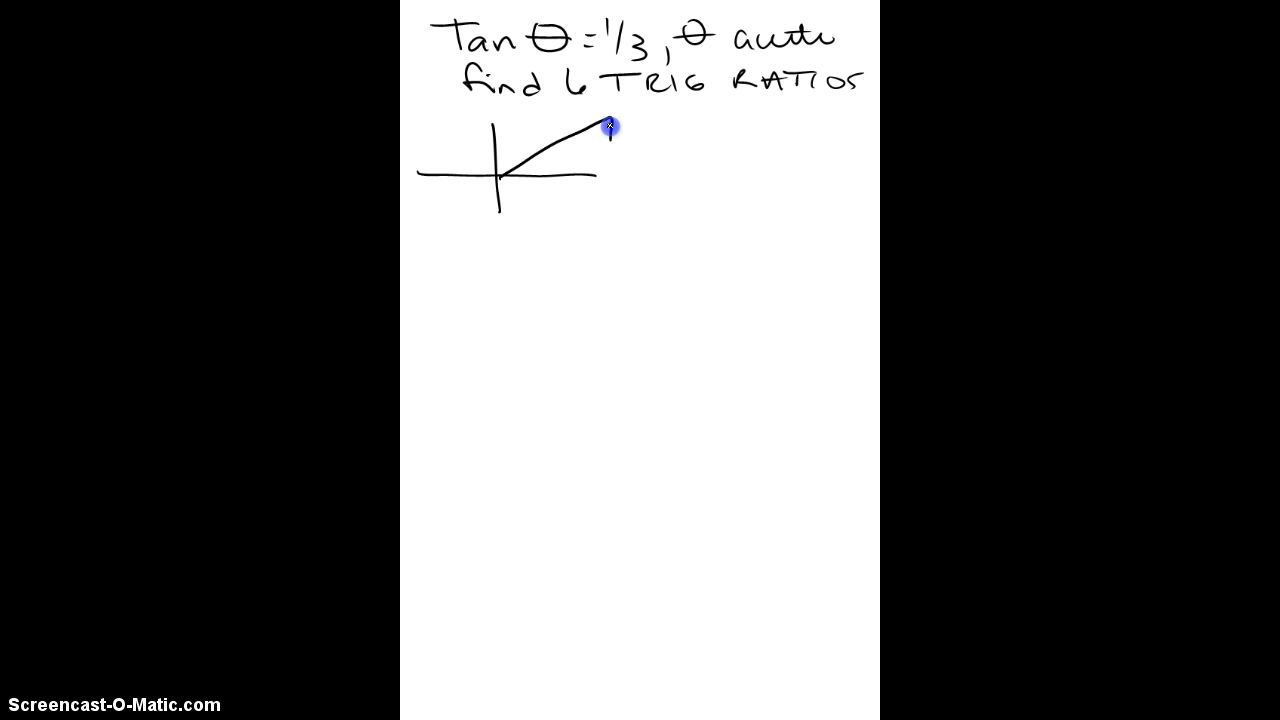 Tan θ = 1/3, θ acute
find 6 TRIG RATIOS
Screencast-O-Matic.com